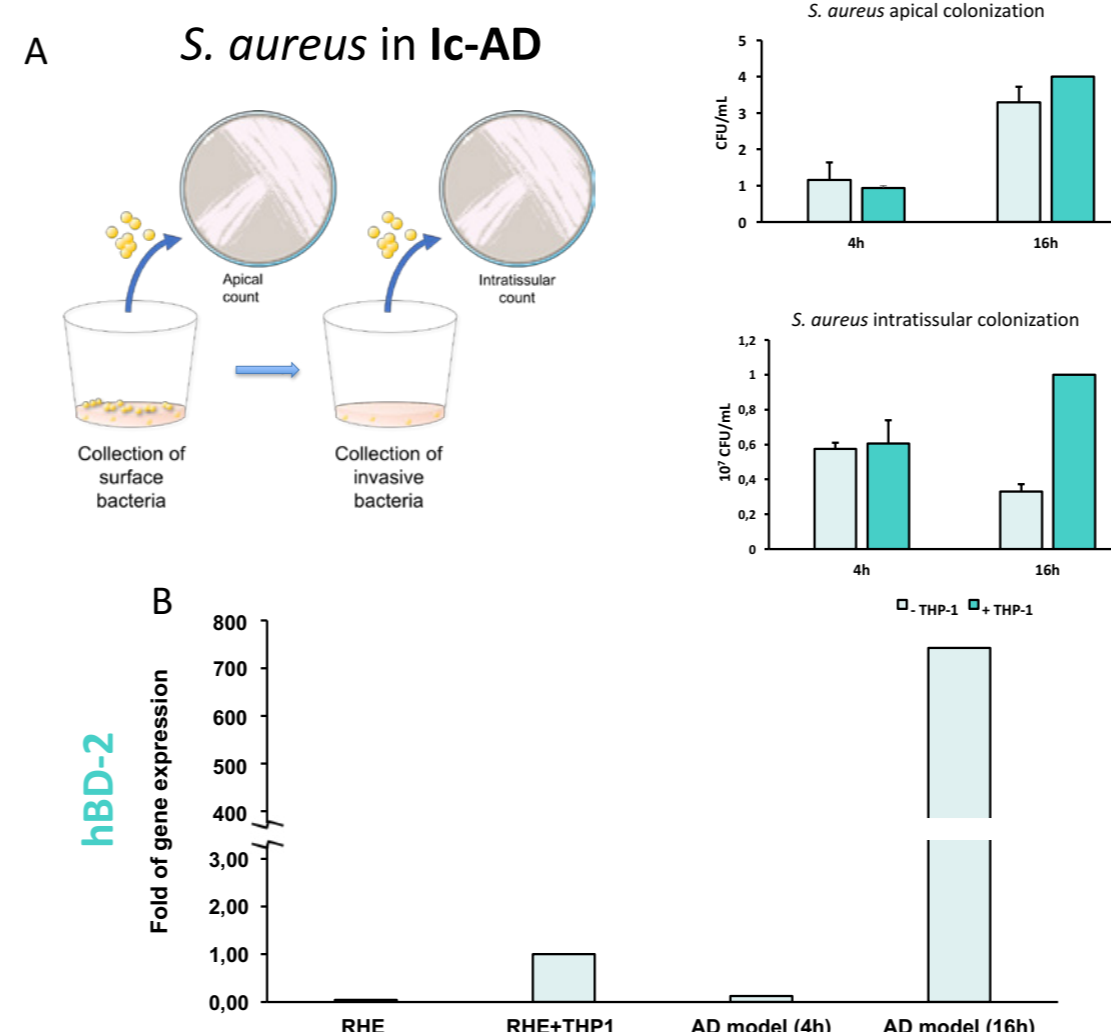 A
S. aureus in Ic-AD
Apical
count
Intratissular
count
Collection of
surface
bacteria
Collection of
invasive
bacteria
S. aureus apical colonization
CFU/mL
5
4
3
2
1
0
4h 16h
S. aureus intratissular colonization
10⁷ CFU/mL
1,2
1
0,8
0,6
0,4
0,2
0
4h 16h
- THP-1 + THP-1
B
hBD-2
Fold of gene expression
800
700
600
500
400
3,00
2,00
1,00
0,00
RHE RHE+THP1 AD model (4h) AD model (16h)